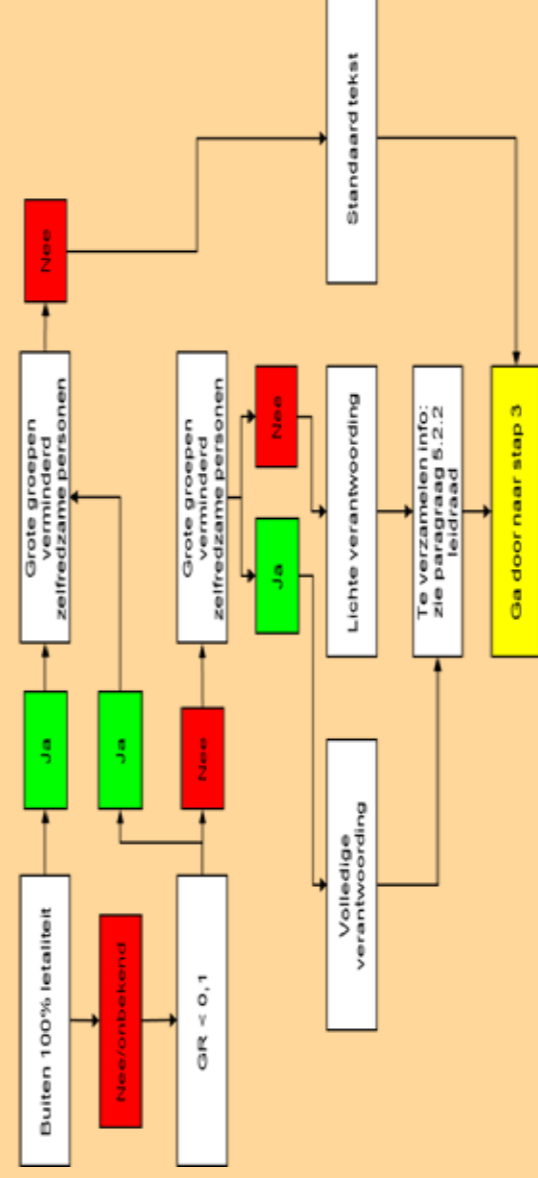 Buiten 100% letaliteit
Ja
Grote groepen
verminderd
zelfredzame personen
Nee
Nee/onbekend
Ja
GR < 0,1
Nee
Grote groepen
verminderd
zelfredzame personen
Ja
Nee
Volledige
verantwoording
Lichte verantwoording
Standaard tekst
Te verzamelen info:
zie paragraag 5.2.2
leidraad
Ga door naar stap 3